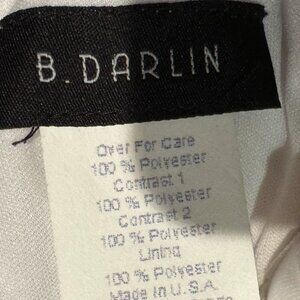 B. DARLIN
Over For Care
100 % Polyester
Contrast 1
100 % Polyester
Contrast 2
100 % Polyester
Lining
100 % Polyester
Made In U.S.A